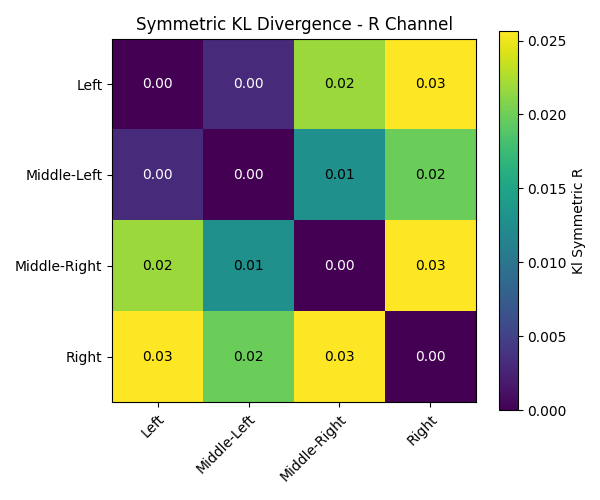 Symmetric KL Divergence - R Channel
Left 0.00 0.00 0.02 0.03
Middle-Left 0.00 0.00 0.01 0.02
Middle-Right 0.02 0.01 0.00 0.03
Right 0.03 0.02 0.03 0.00
Left Middle-Left Middle-Right Right
0.025
0.020
0.015
0.010
0.005
0.000
Kl Symmetric R